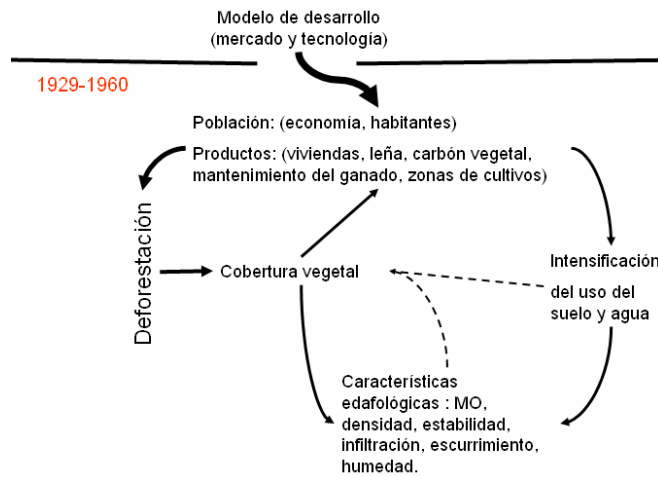 Modelo de desarrollo
(mercado y tecnología)
1929-1960
Población: (economía, habitantes)
Productos: (viviendas, leña, carbón vegetal,
mantenimiento del ganado, zonas de cultivos)
Deforestación
Cobertura vegetal
Intensificación
del uso del
suelo y agua
Características
edafológicas : MO,
densidad, estabilidad,
infiltración, escurrimiento,
humedad.